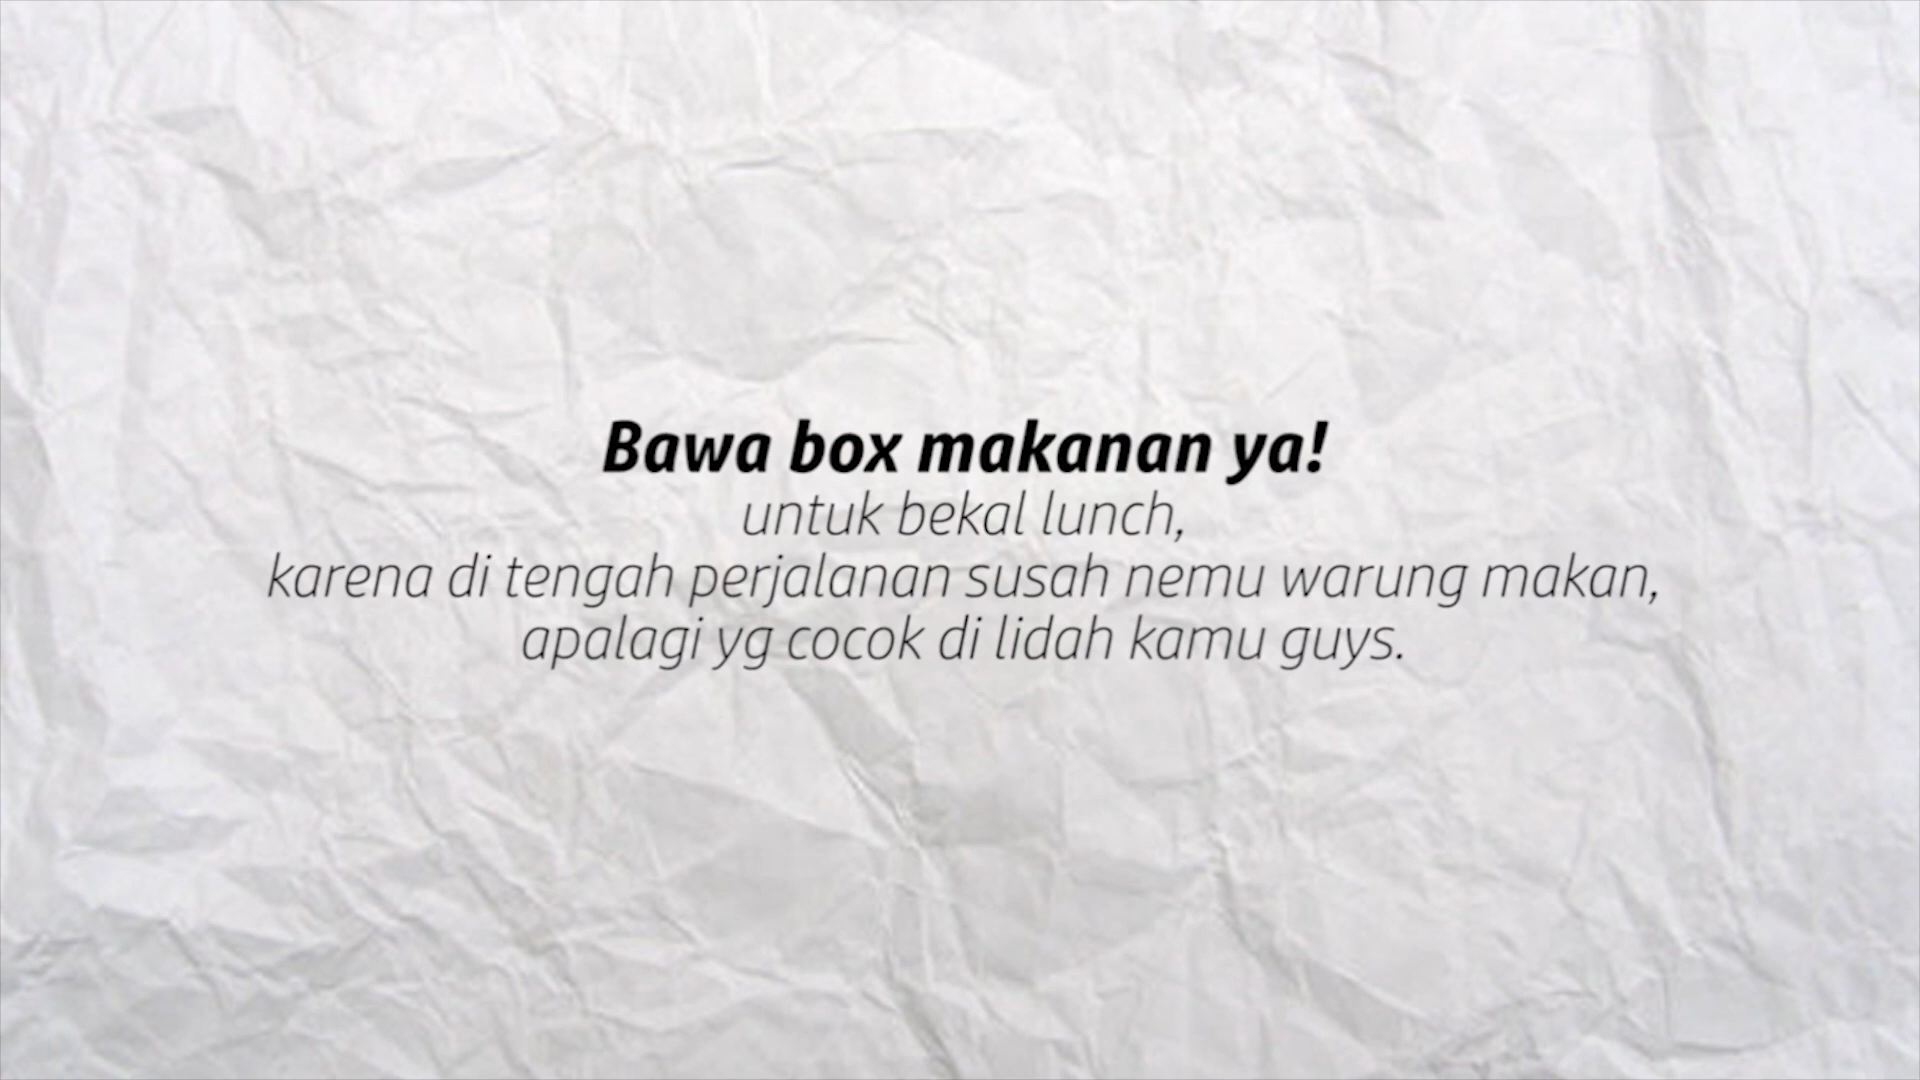 Bawa box makanan ya!
untuk bekal lunch,
karena di tengah perjalanan susah nemu warung makan,
apalagi yg cocok di lidah kamu guys.